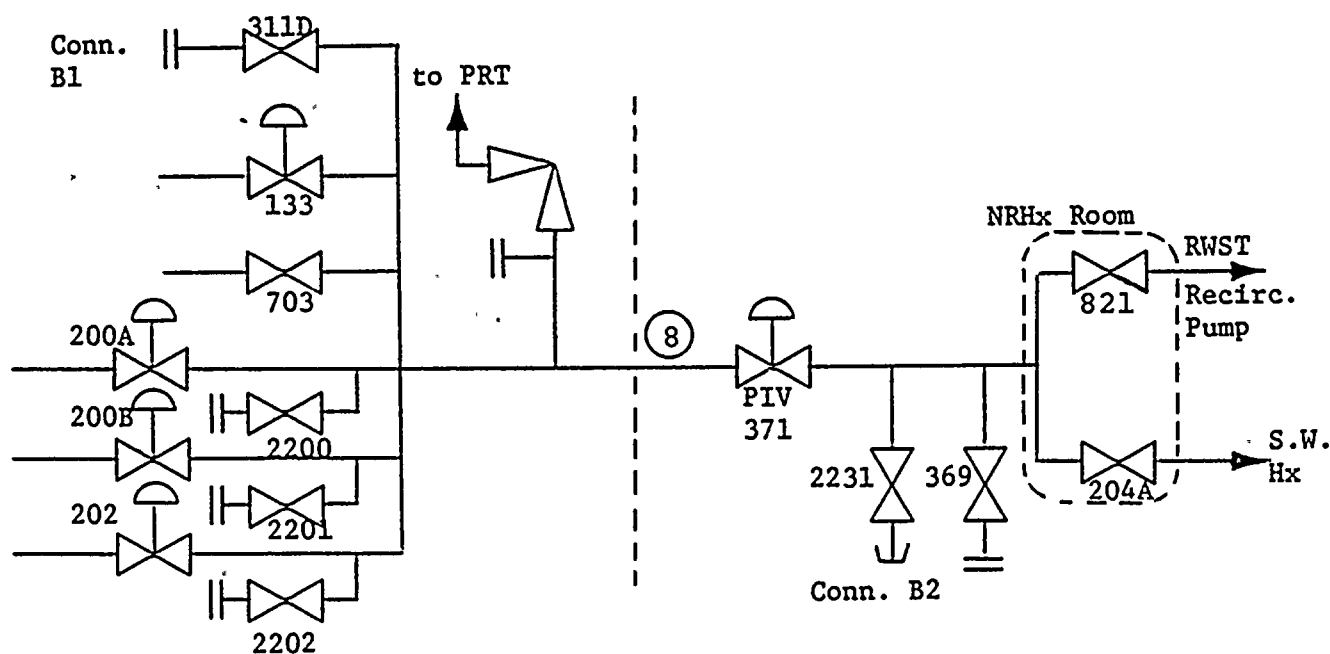 311D
Conn.
B1
to PRT
133
NRHx Room
RWST
703
821
Recirc.
Pump
200A
8
PIV
371
200B
2200
2231
369
S.W.
Hx
204A
202
2201
Conn. B2
2202